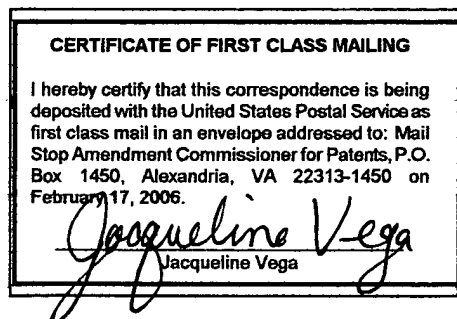 CERTIFICATE OF FIRST CLASS MAILING
I hereby certify that this correspondence is being
deposited with the United States Postal Service as
first class mail in an envelope addressed to: Mail
Stop Amendment Commissioner for Patents, P.O.
Box 1450, Alexandria, VA 22313-1450 on
February 17, 2006.
Jacqueline Vega
Jacqueline Vega